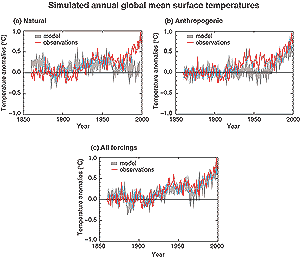 Simulated annual global mean surface temperatures
(a) Natural
(b) Anthropogenic
1.0
0.5
0.0
−0.5
−1.0
Temperature anomalies (°C)
model
observations
1850
1900
1950
2000
Year
1.0
0.5
0.0
−0.5
−1.0
Temperature anomalies (°C)
model
observations
1850
1900
1950
2000
Year
(c) All forcings
1.0
0.5
0.0
−0.5
−1.0
Temperature anomalies (°C)
model
observations
1850
1900
1950
2000
Year